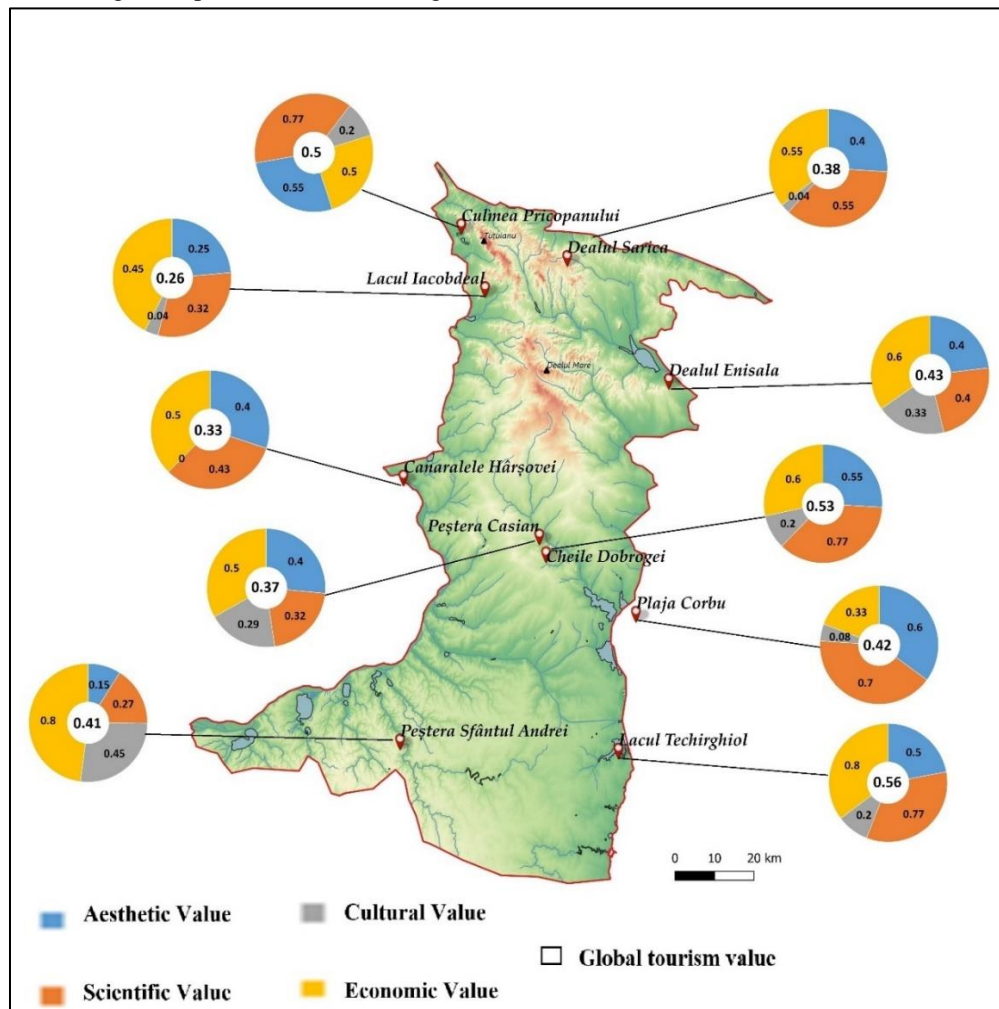 0.77
0.2
0.5
0.55
0.5
0.4
0.55
0.04
0.55
0.38
Culmea Pricopanului
Țuțuianu
Dealul Sarica
0.25
0.32
0.04
0.45
0.26
Lacul Iacobdeal
0.4
0.4
0.33
0.6
0.43
Dealul Enisala
Dealul Mare
0.4
0.43
0
0.5
0.33
Canaralele Hârșovei
0.55
0.77
0.2
0.6
0.53
Peștera Casian
Cheile Dobrogei
0.4
0.32
0.29
0.5
0.37
Plaja Corbu
0.6
0.7
0.08
0.33
0.42
0.15
0.27
0.45
0.8
0.41
Peștera Sfântul Andrei
Lacul Techirghiol
0.5
0.77
0.2
0.8
0.56
0 10 20 km
Aesthetic Value
Cultural Value
Global tourism value
Scientific Value
Economic Value